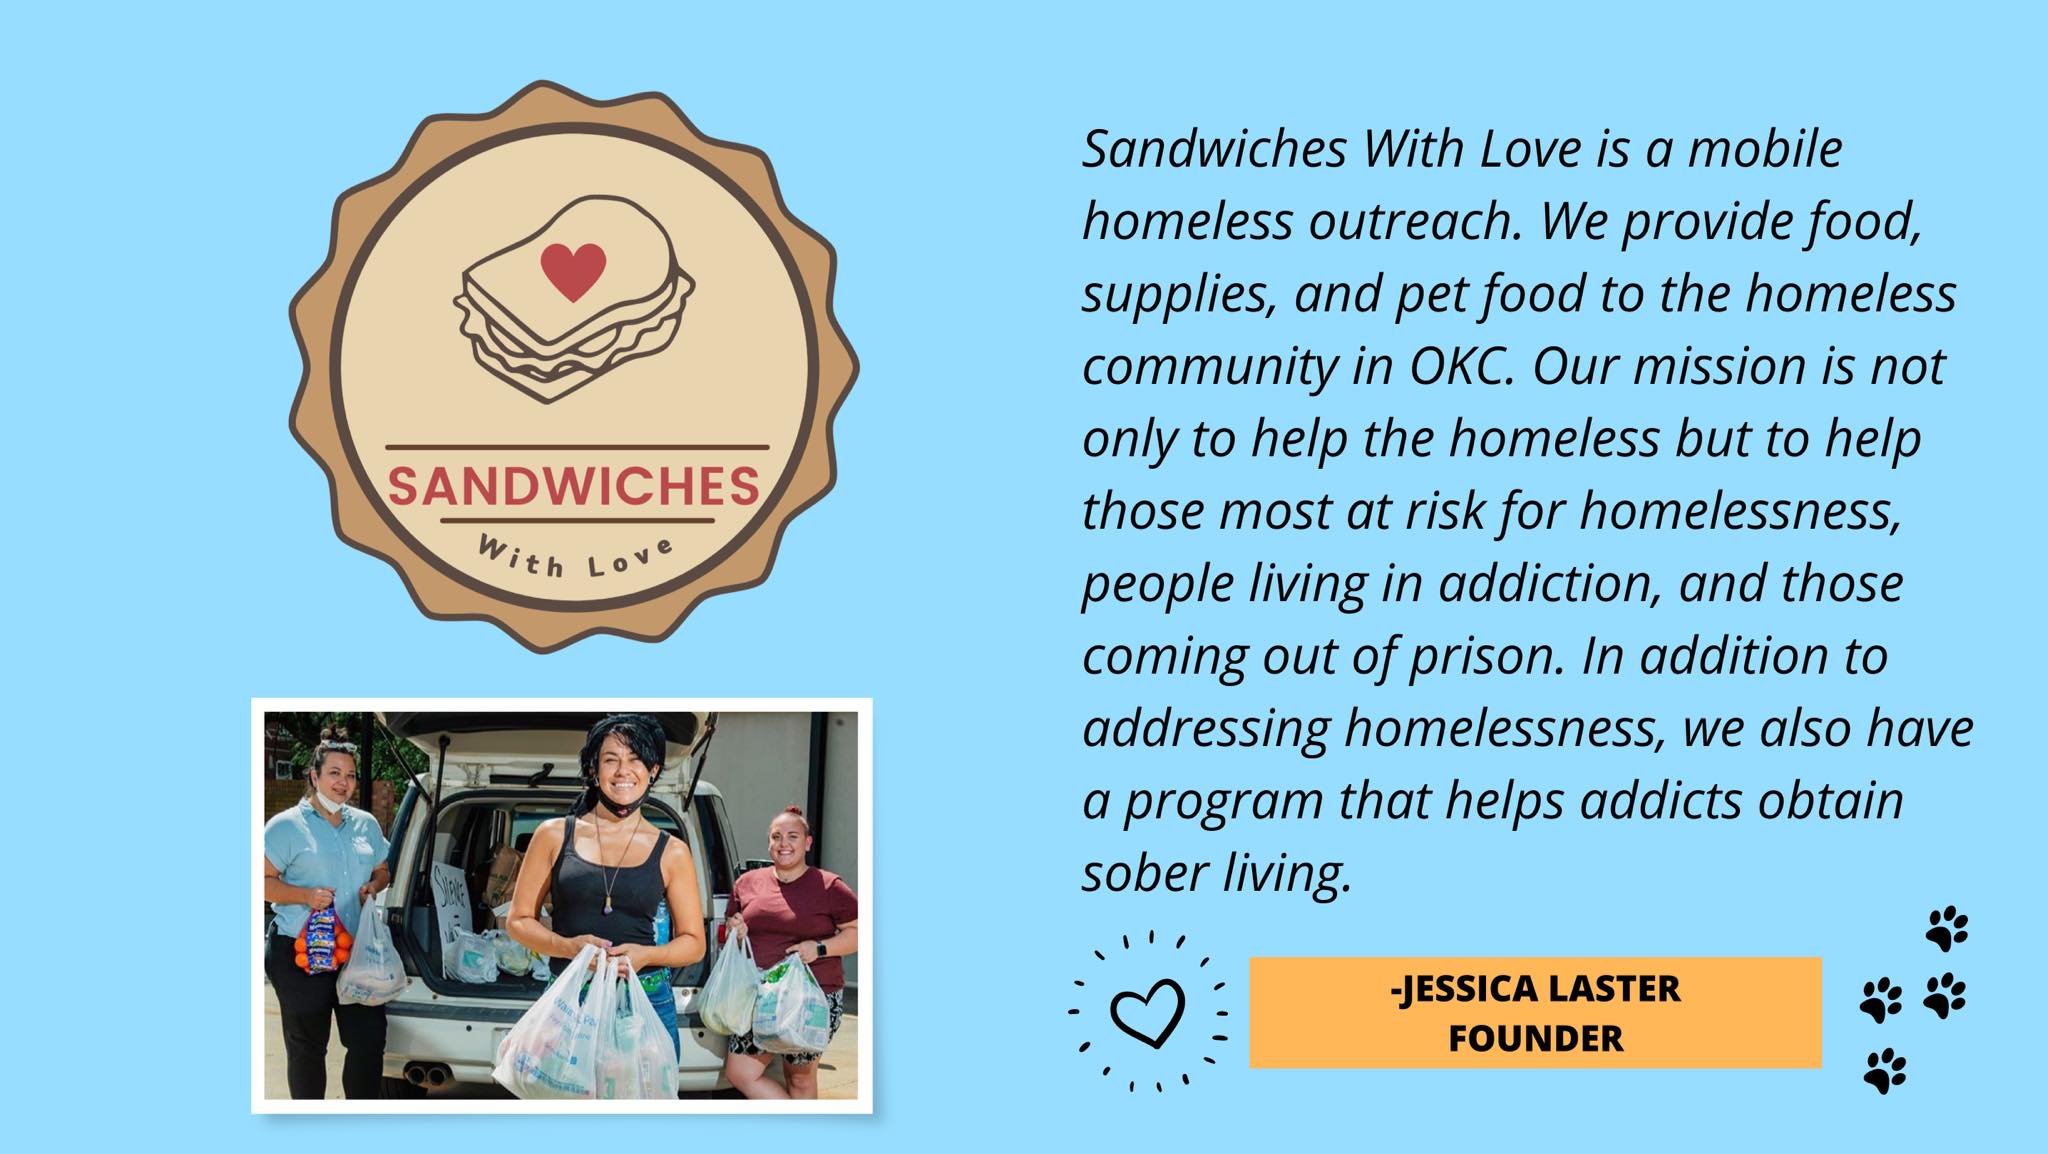 SANDWICHES
With Love
Sandwiches With Love is a mobile
homeless outreach. We provide food,
supplies, and pet food to the homeless
community in OKC. Our mission is not
only to help the homeless but to help
those most at risk for homelessness,
people living in addiction, and those
coming out of prison. In addition to
addressing homelessness, we also have
a program that helps addicts obtain
sober living.
-JESSICA LASTER
FOUNDER
SILENCE